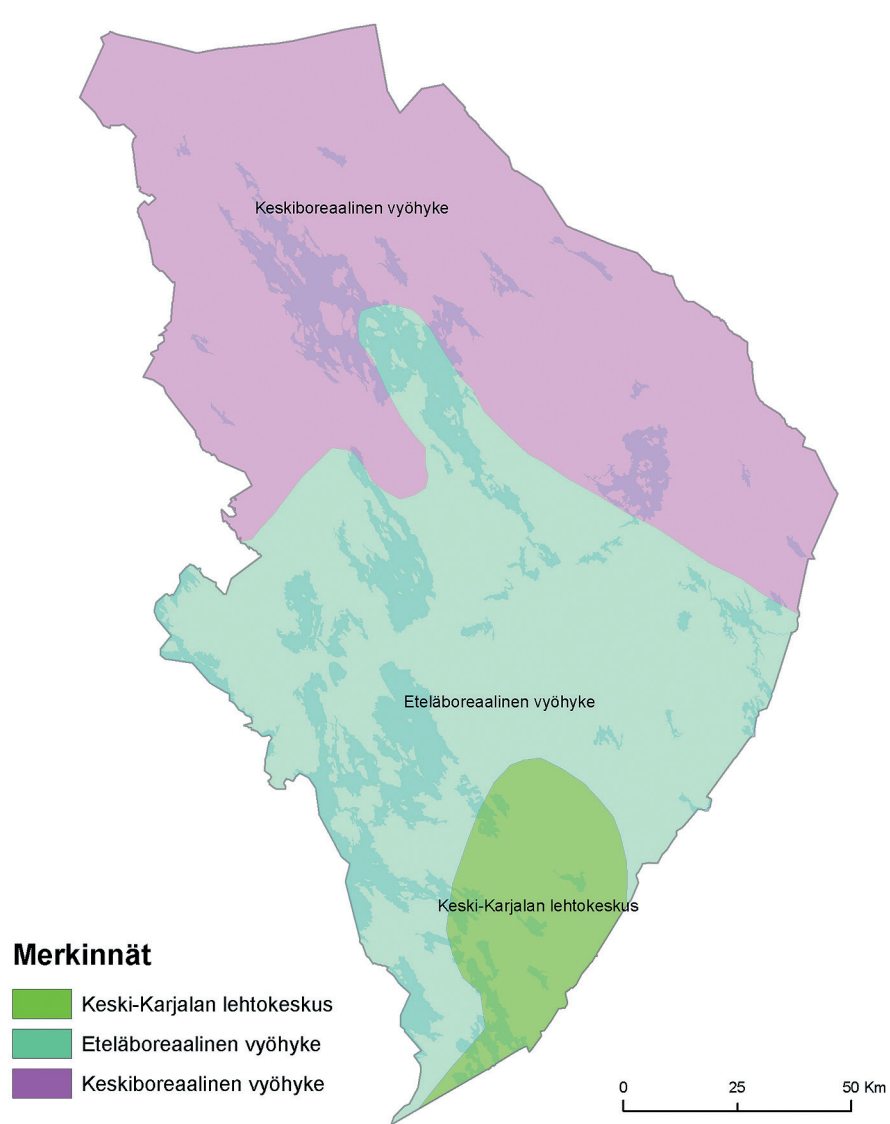 Keskiboreaalinen vyöhyke
Eteläboreaalinen vyöhyke
Keski-Karjalan lehtokeskus
Merkinnät
Keski-Karjalan lehtokeskus
Eteläboreaalinen vyöhyke
Keskiboreaalinen vyöhyke
0 25 50 Km